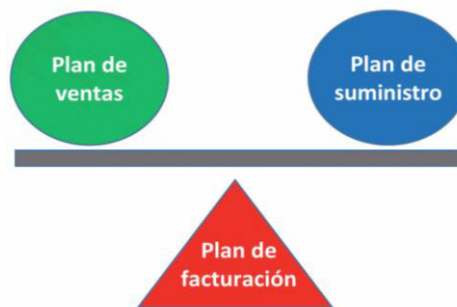 Plan de
ventas
Plan de
suministro
Plan de
facturación